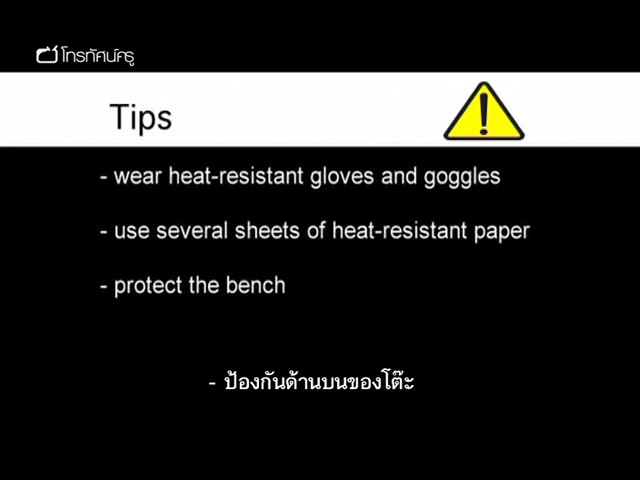 โทรทัศน์ครู
Tips
- wear heat-resistant gloves and goggles
- use several sheets of heat-resistant paper
- protect the bench
- ป้องกันด้านบนของโต๊ะ